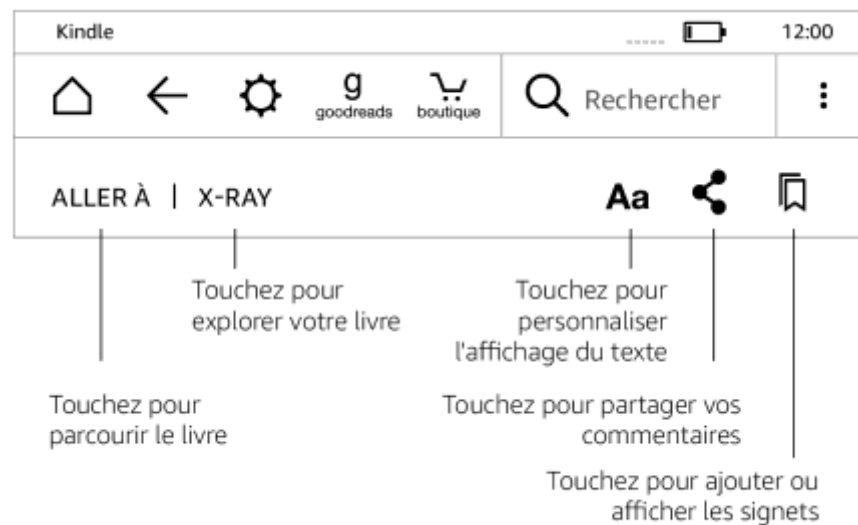 Kindle 12:00
g
goodreads boutique Rechercher
ALLER À | X-RAY Aa
Touchez pour
explorer votre livre
Touchez pour
personnaliser
l'affichage du texte
Touchez pour
parcourir le livre
Touchez pour partager vos
commentaires
Touchez pour ajouter ou
afficher les signets